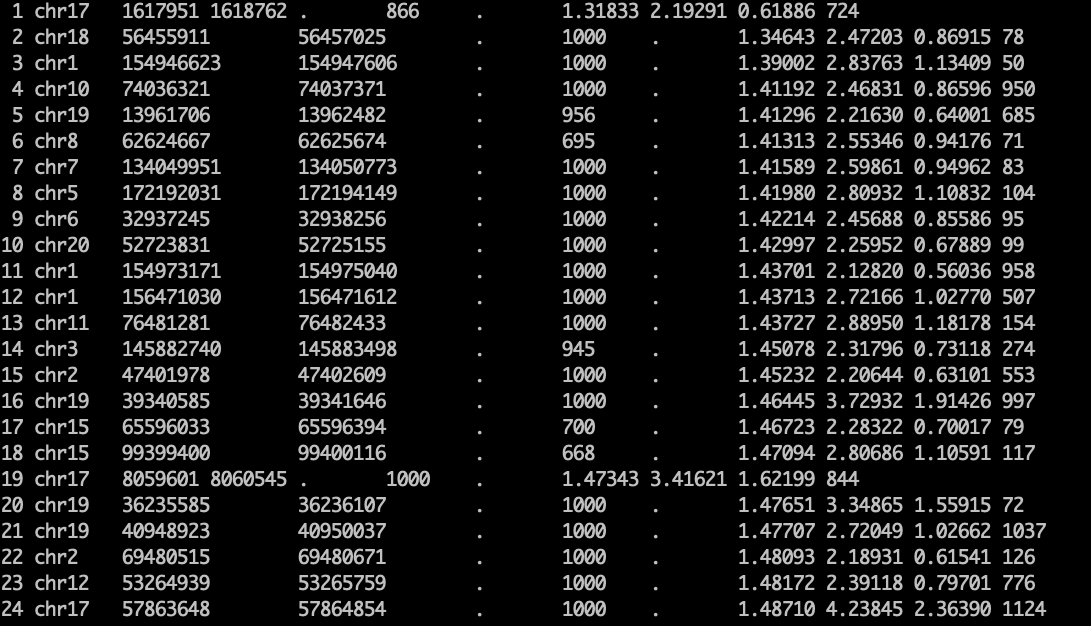 1 chr17 1617951 1618762 . 866 . 1.31833 2.19291 0.61886 724
2 chr18 56455911 56457025 . 1000 . 1.34643 2.47203 0.86915 78
3 chr1 154946623 154947606 . 1000 . 1.39002 2.83763 1.13409 50
4 chr10 74036321 74037371 . 1000 . 1.41192 2.46831 0.86596 950
5 chr19 13961706 13962482 . 956 . 1.41296 2.21630 0.64001 685
6 chr8 62624667 62625674 . 695 . 1.41313 2.55346 0.94176 71
7 chr7 134049951 134050773 . 1000 . 1.41589 2.59861 0.94962 83
8 chr5 172192031 172194149 . 1000 . 1.41980 2.80932 1.10832 104
9 chr6 32937245 32938256 . 1000 . 1.42214 2.45688 0.85586 95
10 chr20 52723831 52725155 . 1000 . 1.42997 2.25952 0.67889 99
11 chr1 154973171 154975040 . 1000 . 1.43701 2.12820 0.56036 958
12 chr1 156471030 156471612 . 1000 . 1.43713 2.72166 1.02770 507
13 chr11 76481281 76482433 . 1000 . 1.43727 2.88950 1.18178 154
14 chr3 145882740 145883498 . 945 . 1.45078 2.31796 0.73118 274
15 chr2 47401978 47402609 . 1000 . 1.45232 2.20644 0.63101 553
16 chr19 39340585 39341646 . 1000 . 1.46445 3.72932 1.91426 997
17 chr15 65596033 65596394 . 700 . 1.46723 2.28322 0.70017 79
18 chr15 99399400 99400116 . 668 . 1.47094 2.80686 1.10591 117
19 chr17 8059601 8060545 . 1000 . 1.47343 3.41621 1.62199 844
20 chr19 36235585 36236107 . 1000 . 1.47651 3.34865 1.55915 72
21 chr19 40948923 40950037 . 1000 . 1.47707 2.72049 1.02662 1037
22 chr2 69480515 69480671 . 1000 . 1.48093 2.18931 0.61541 126
23 chr12 53264939 53265759 . 1000 . 1.48172 2.39118 0.79701 776
24 chr17 57863648 57864854 . 1000 . 1.48710 4.23845 2.36390 1124